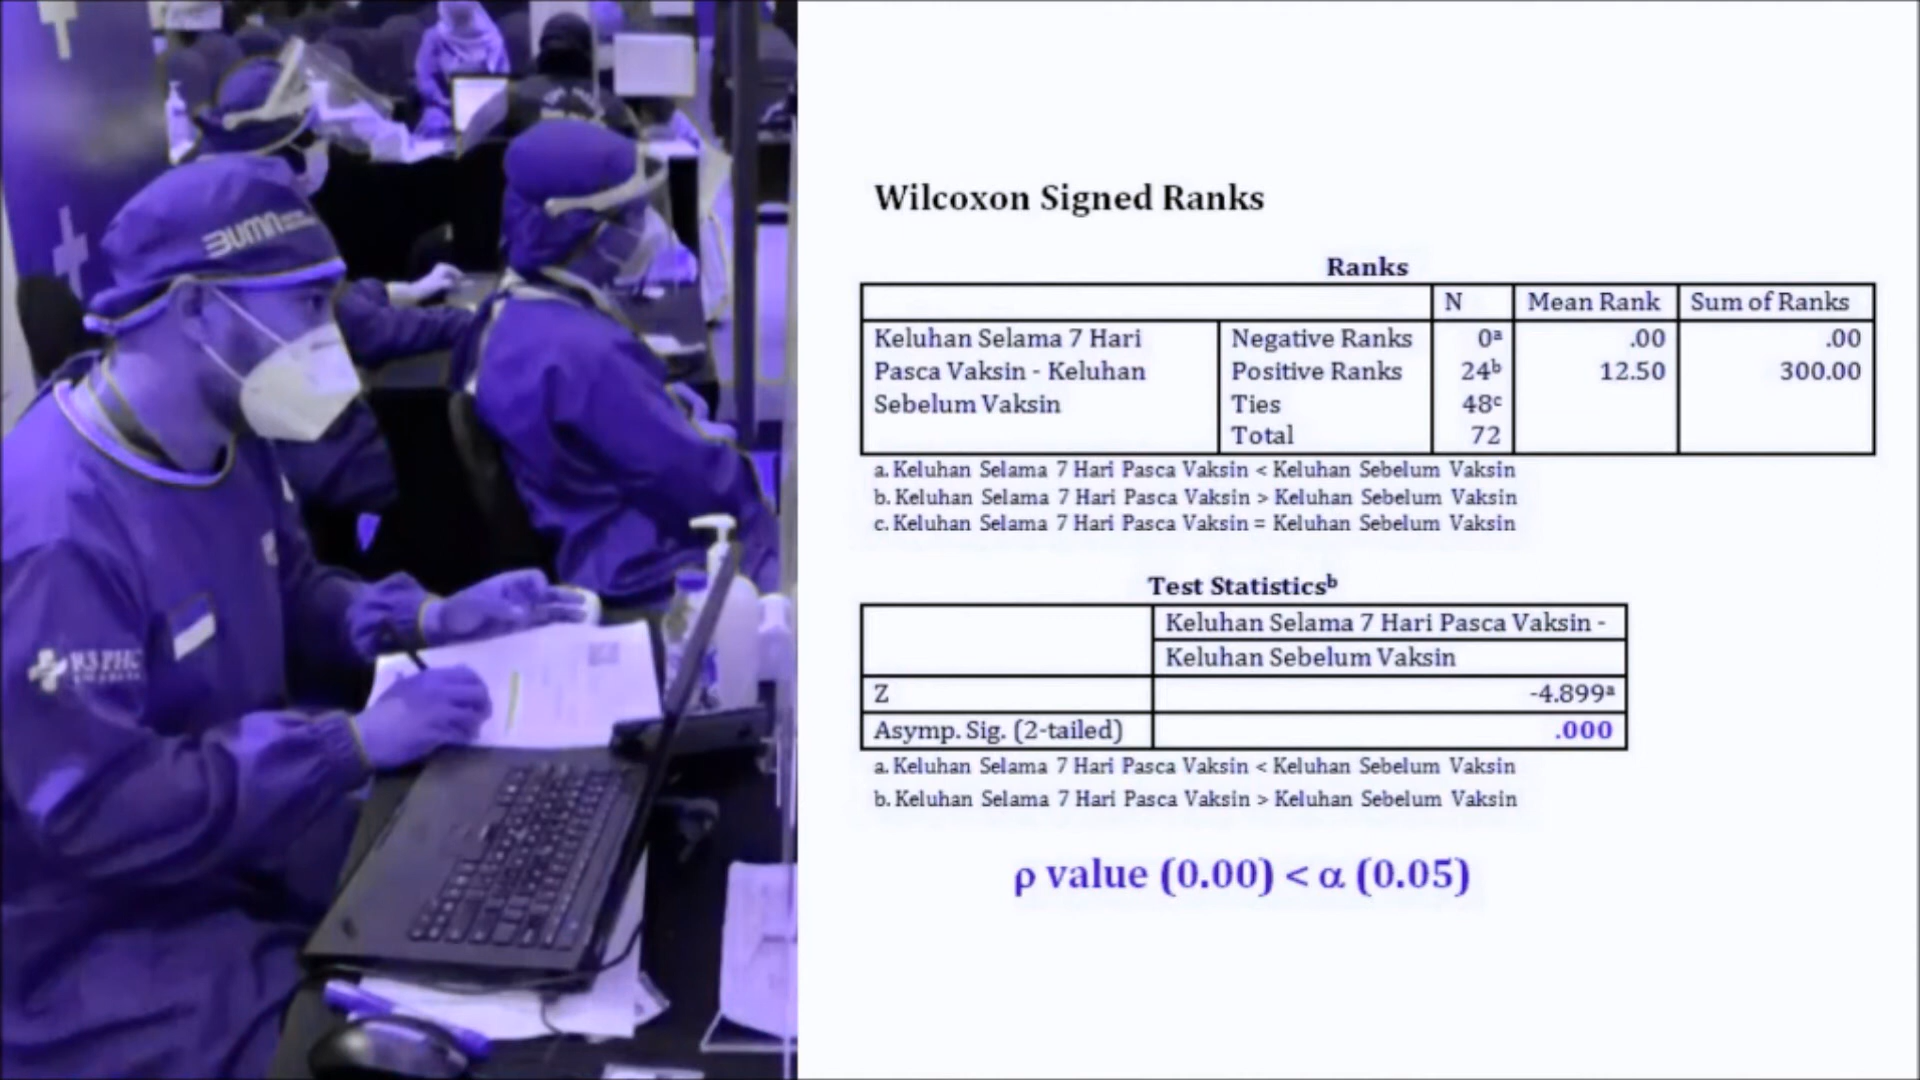 BUMN
RS PHC
Wilcoxon Signed Ranks
Ranks
N Mean Rank Sum of Ranks
Keluhan Selama 7 Hari Negative Ranks 0ᵃ .00 .00
Pasca Vaksin - Keluhan Positive Ranks 24ᵇ 12.50 300.00
Sebelum Vaksin Ties 48ᶜ
Total 72
a. Keluhan Selama 7 Hari Pasca Vaksin < Keluhan Sebelum Vaksin
b. Keluhan Selama 7 Hari Pasca Vaksin > Keluhan Sebelum Vaksin
c. Keluhan Selama 7 Hari Pasca Vaksin = Keluhan Sebelum Vaksin
Test Statisticsᵇ
Keluhan Selama 7 Hari Pasca Vaksin -
Keluhan Sebelum Vaksin
Z -4.899ᵃ
Asymp. Sig. (2-tailed) .000
a. Keluhan Selama 7 Hari Pasca Vaksin < Keluhan Sebelum Vaksin
b. Keluhan Selama 7 Hari Pasca Vaksin > Keluhan Sebelum Vaksin
ρ value (0.00) < α (0.05)